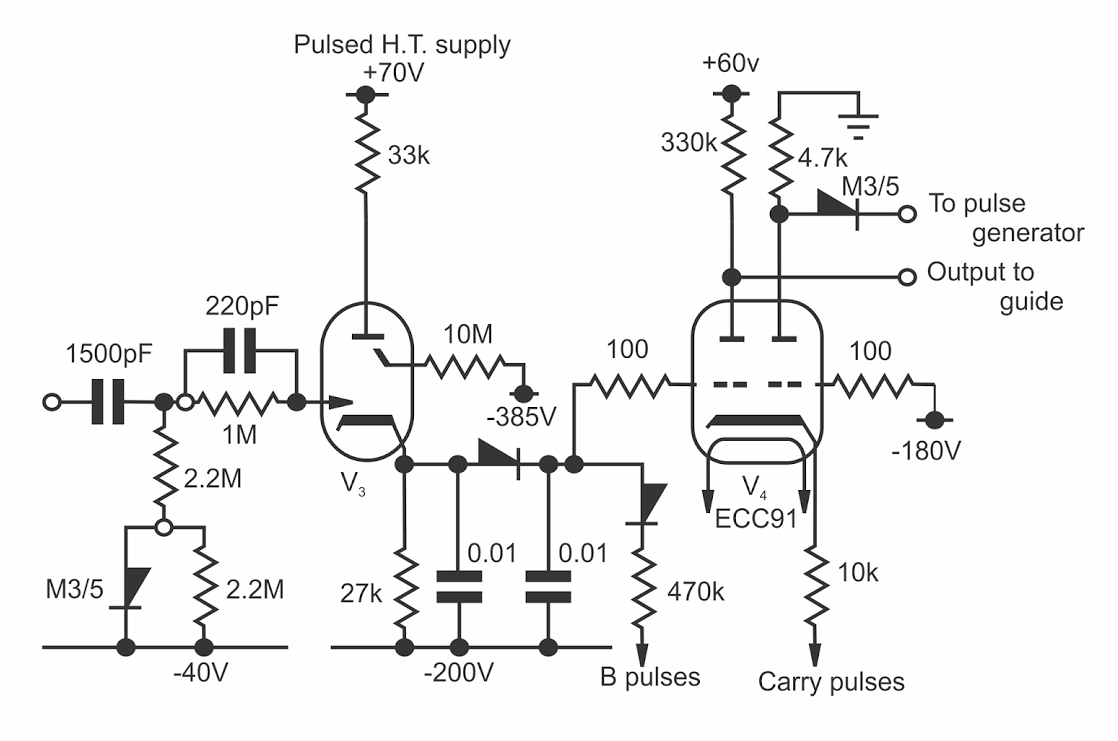 Pulsed H.T. supply
+70V
33k
220pF
1500pF
1M
2.2M
M3/5
2.2M
-40V
10M
-385V
V3
27k
0.01
0.01
-200V
470k
B pulses
100
+60v
330k
4.7k
M3/5
To pulse
generator
Output to
guide
100
-180V
V4
ECC91
10k
Carry pulses